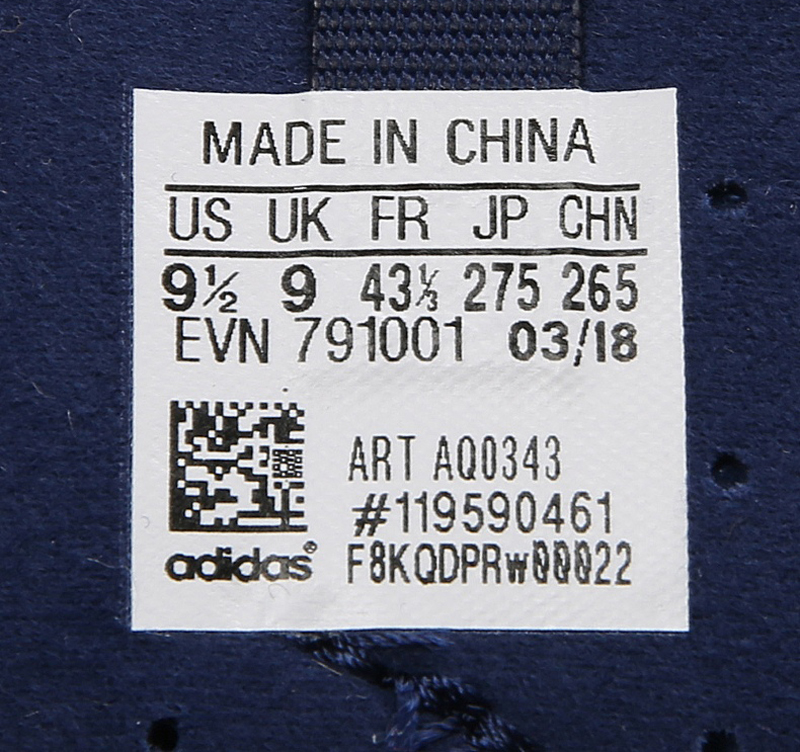 MADE IN CHINA
US UK FR JP CHN
9½ 9 43⅓ 275 265
EVN 791001 03/18
ART AQ0343
#119590461
adidas®
F8KQDPRw00022